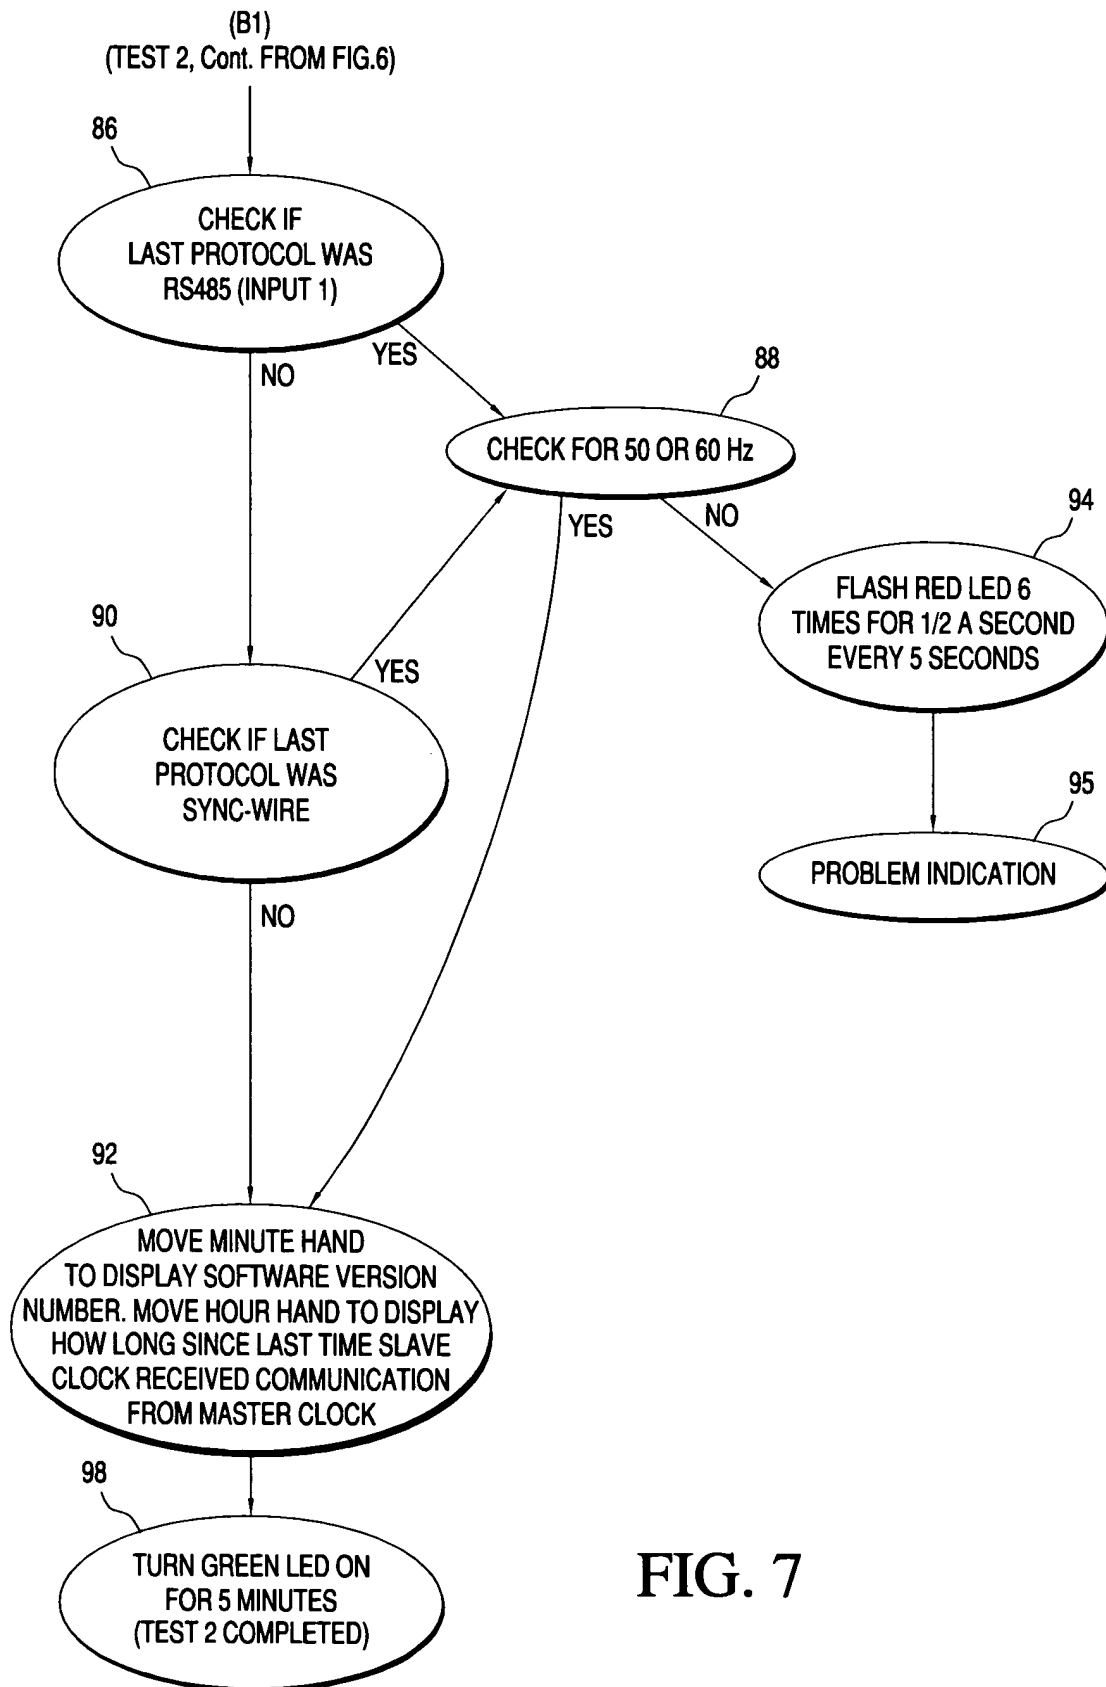 (B1)
(TEST 2, Cont. FROM FIG.6)
86
CHECK IF
LAST PROTOCOL WAS
RS485 (INPUT 1)
YES
NO
88
CHECK FOR 50 OR 60 Hz
YES
NO
94
FLASH RED LED 6
TIMES FOR 1/2 A SECOND
EVERY 5 SECONDS
90
YES
CHECK IF LAST
PROTOCOL WAS
SYNC-WIRE
95
PROBLEM INDICATION
NO
92
MOVE MINUTE HAND
TO DISPLAY SOFTWARE VERSION
NUMBER. MOVE HOUR HAND TO DISPLAY
HOW LONG SINCE LAST TIME SLAVE
CLOCK RECEIVED COMMUNICATION
FROM MASTER CLOCK
98
TURN GREEN LED ON
FOR 5 MINUTES
(TEST 2 COMPLETED)
FIG. 7